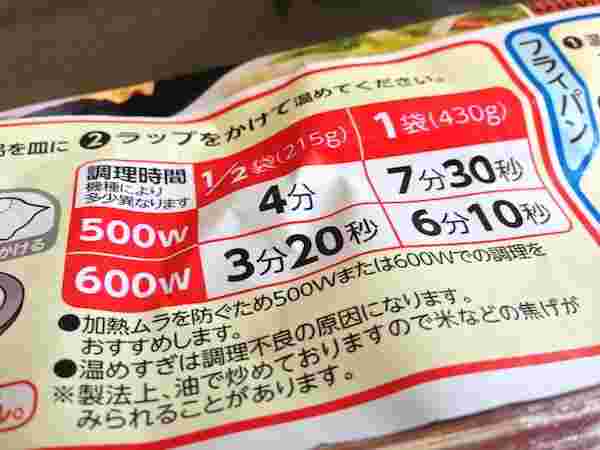 を皿に ❷ラップをかけて温めてください。
調理時間
機種により
多少異なります
1/2袋(215g)
1袋(430g)
500W
4分
7分30秒
600W
3分20秒
6分10秒
●加熱ムラを防ぐため500Wまたは600Wでの調理を
おすすめします。
●温めすぎは調理不良の原因になります。
※製法上、油で炒めておりますので米などの焦げが
みられることがあります。
かける
フライパン
❶